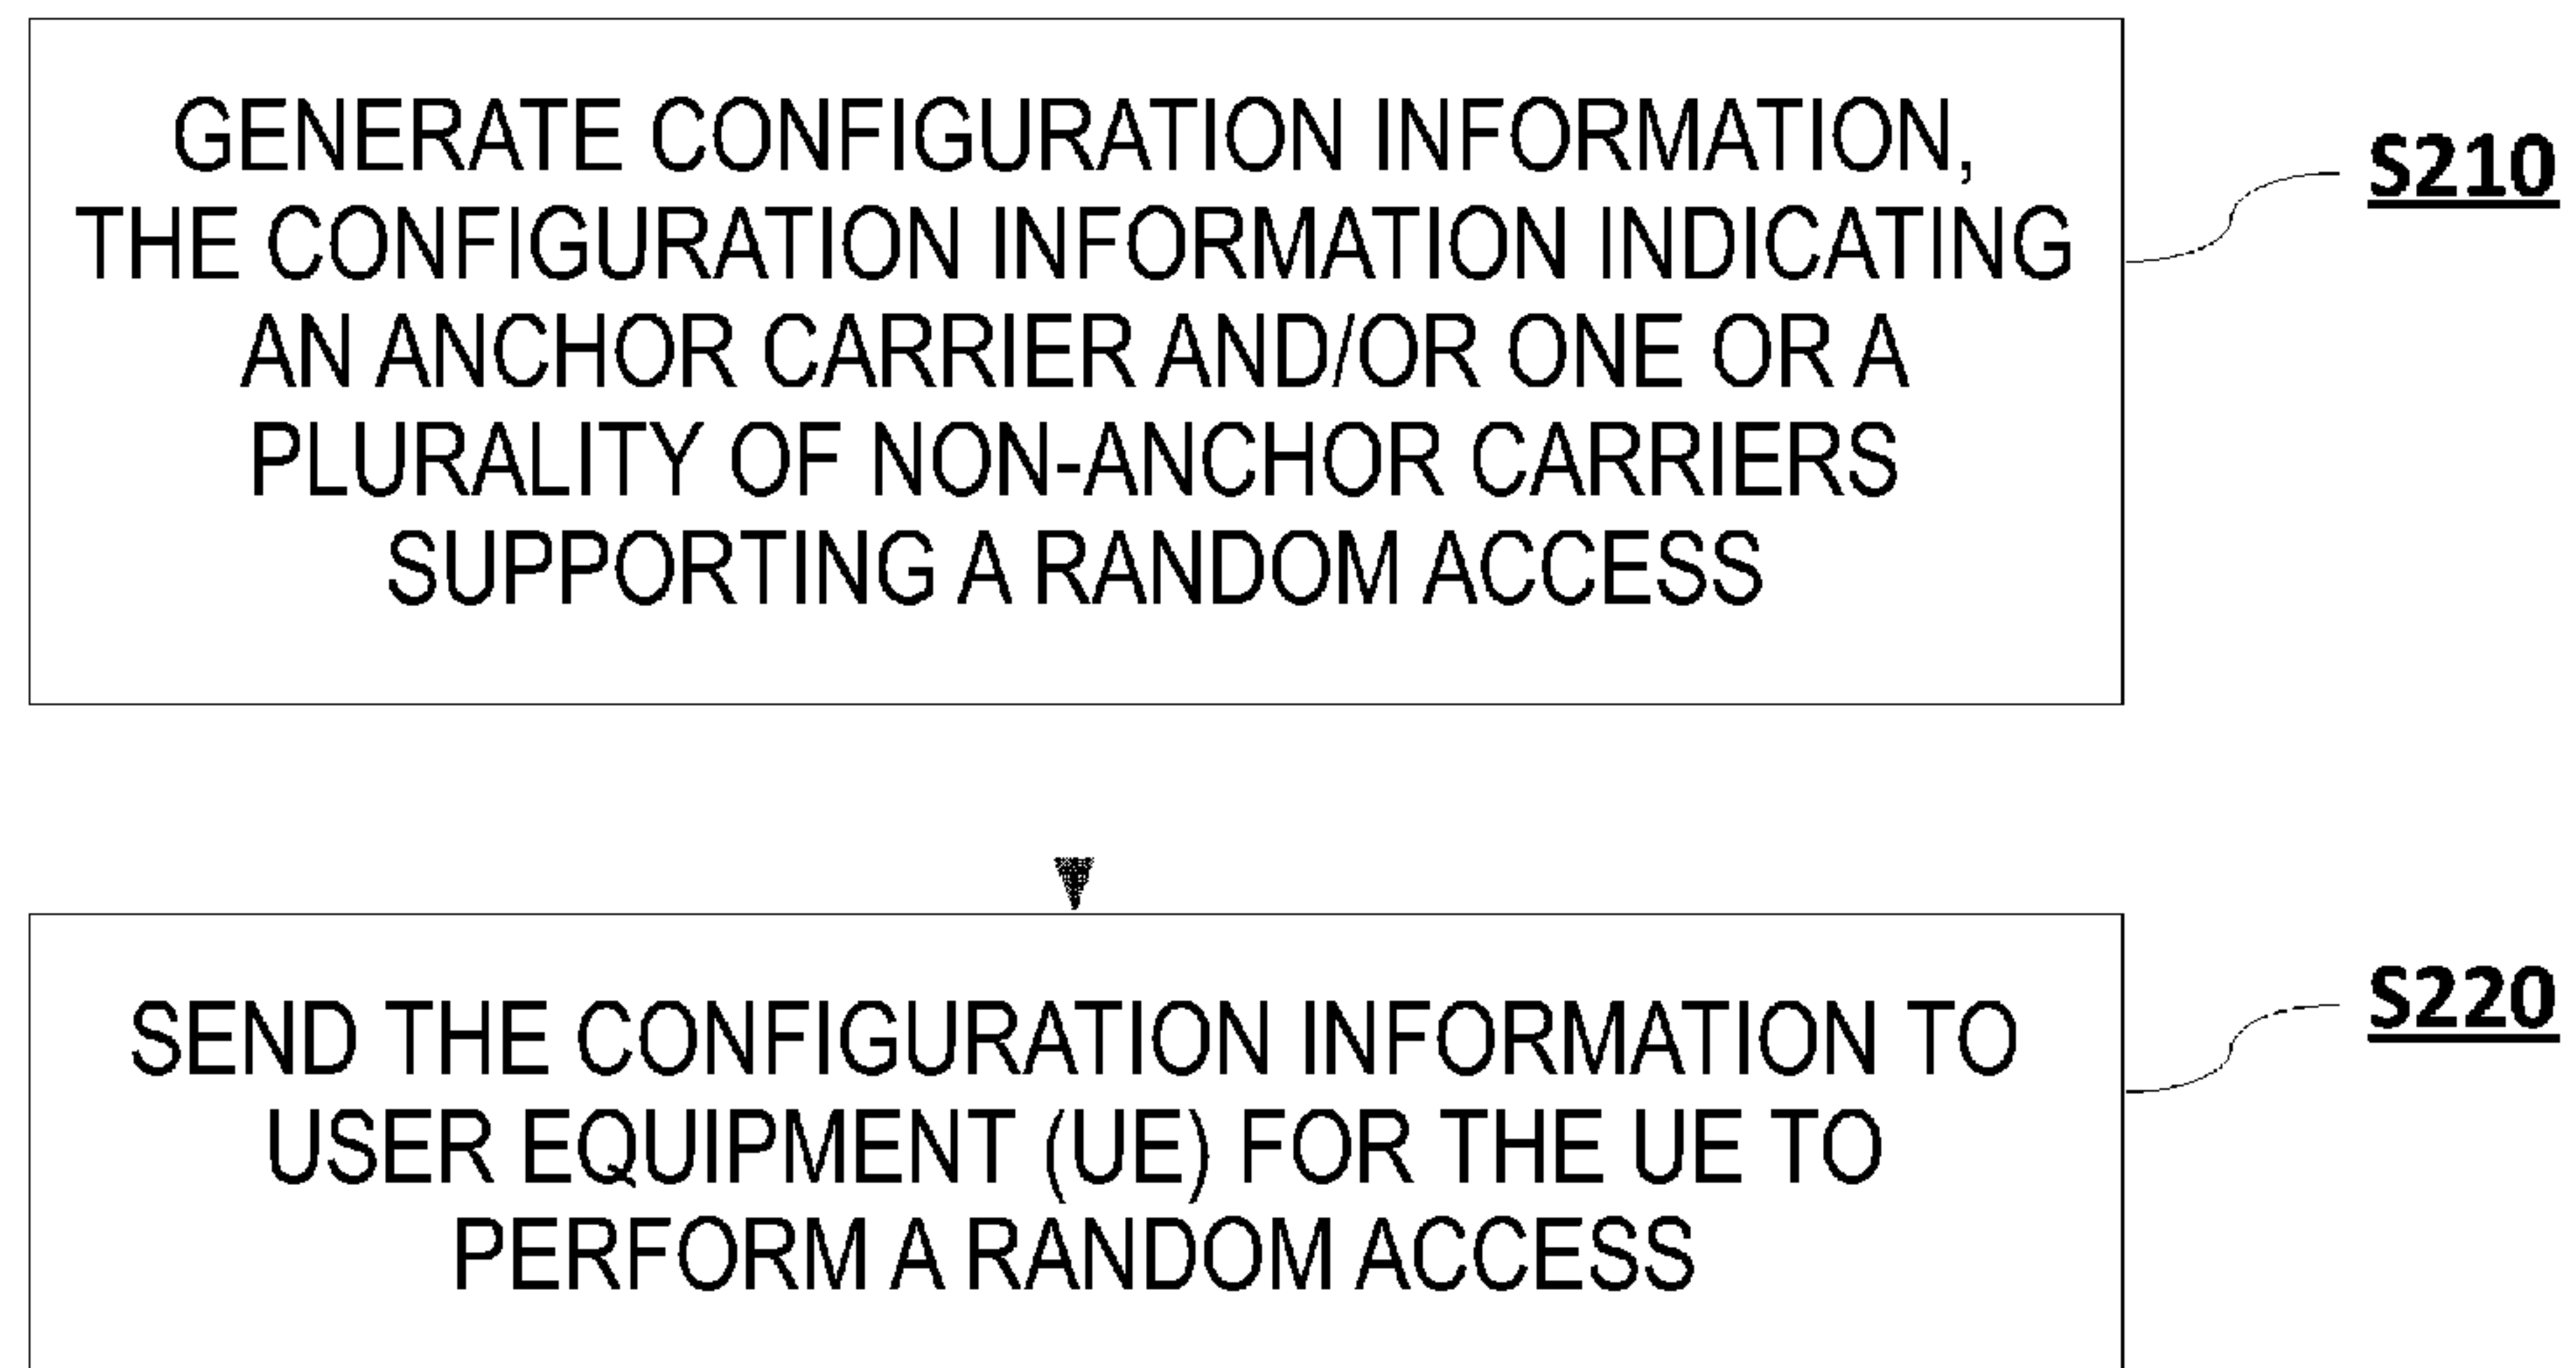 GENERATE CONFIGURATION INFORMATION,
THE CONFIGURATION INFORMATION INDICATING
AN ANCHOR CARRIER AND/OR ONE OR A
PLURALITY OF NON-ANCHOR CARRIERS
SUPPORTING A RANDOM ACCESS
S210
SEND THE CONFIGURATION INFORMATION TO
USER EQUIPMENT (UE) FOR THE UE TO
PERFORM A RANDOM ACCESS
S220